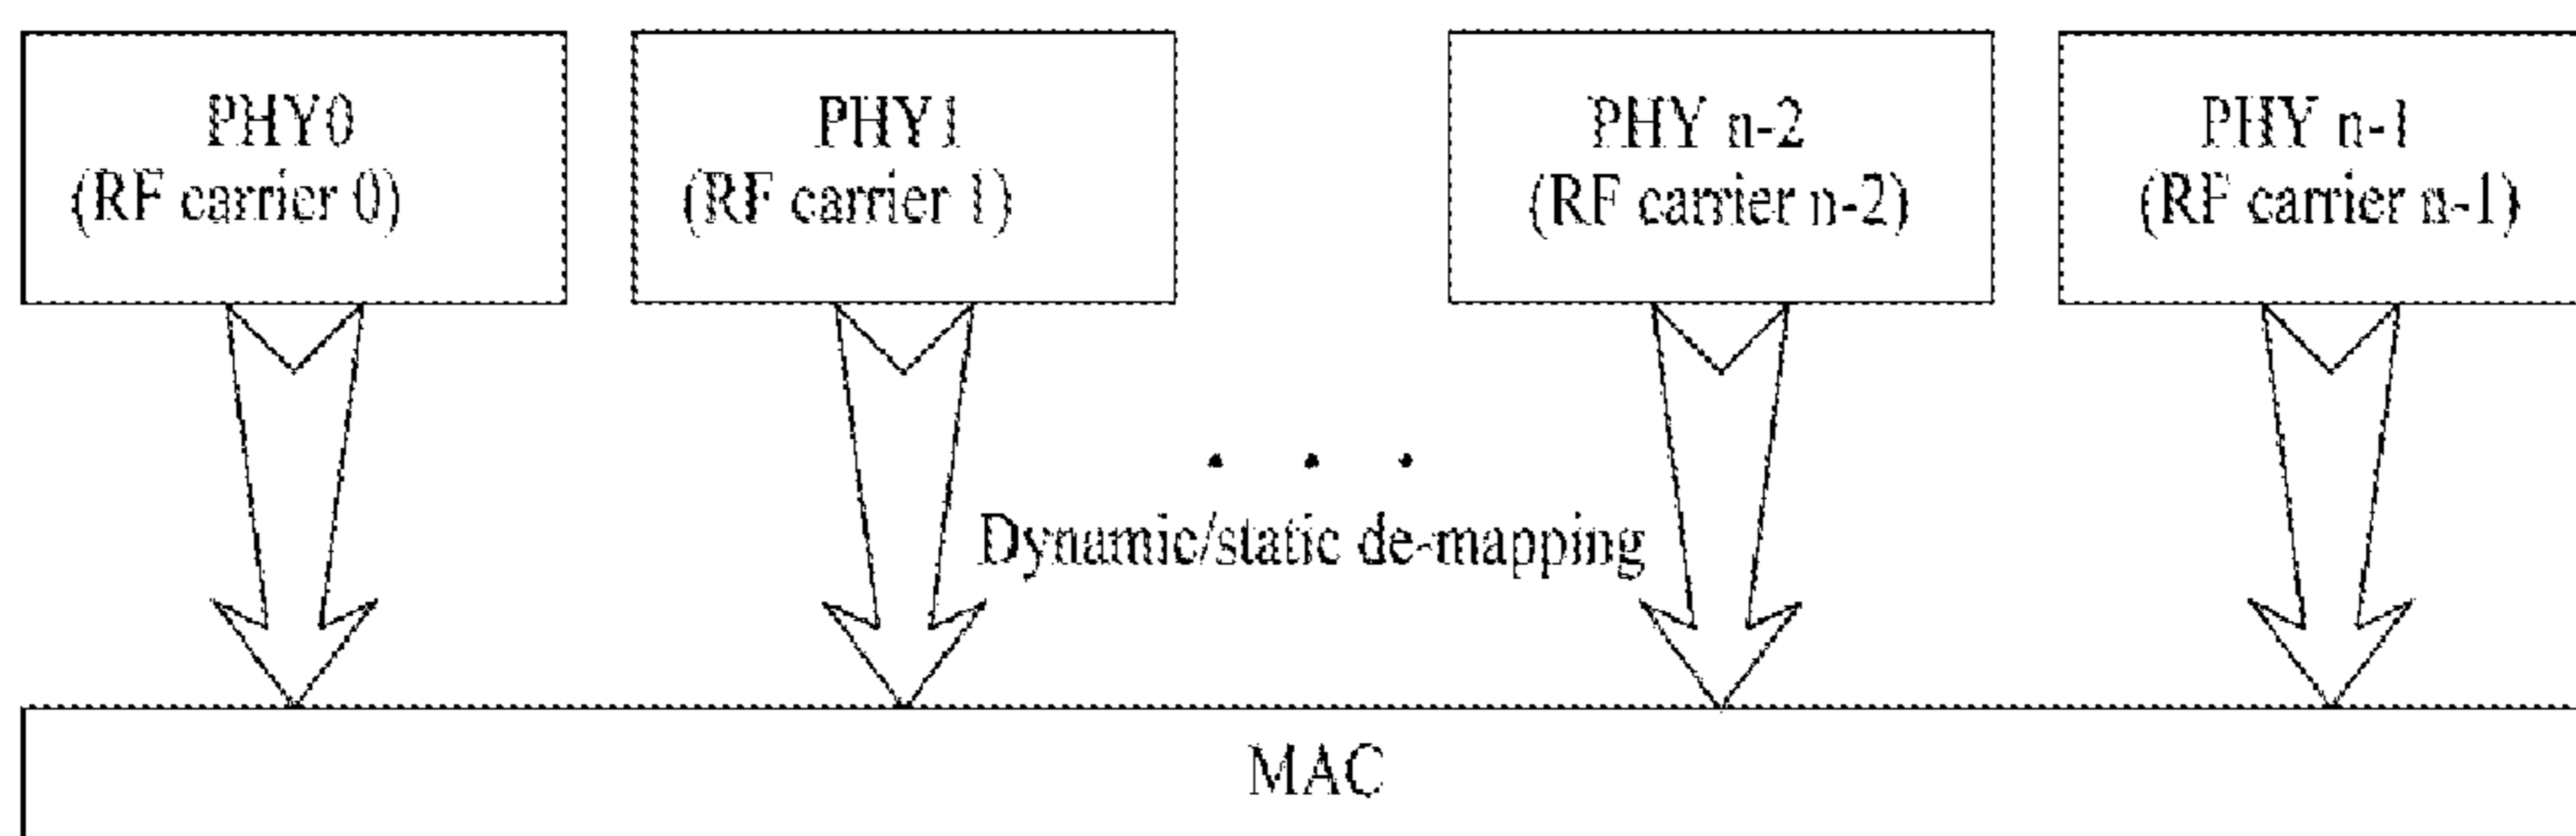 PHY0
(RF carrier 0)
PHY1
(RF carrier 1)
PHY n-2
(RF carrier n-2)
PHY n-1
(RF carrier n-1)
. . .
Dynamic/static de-mapping
MAC